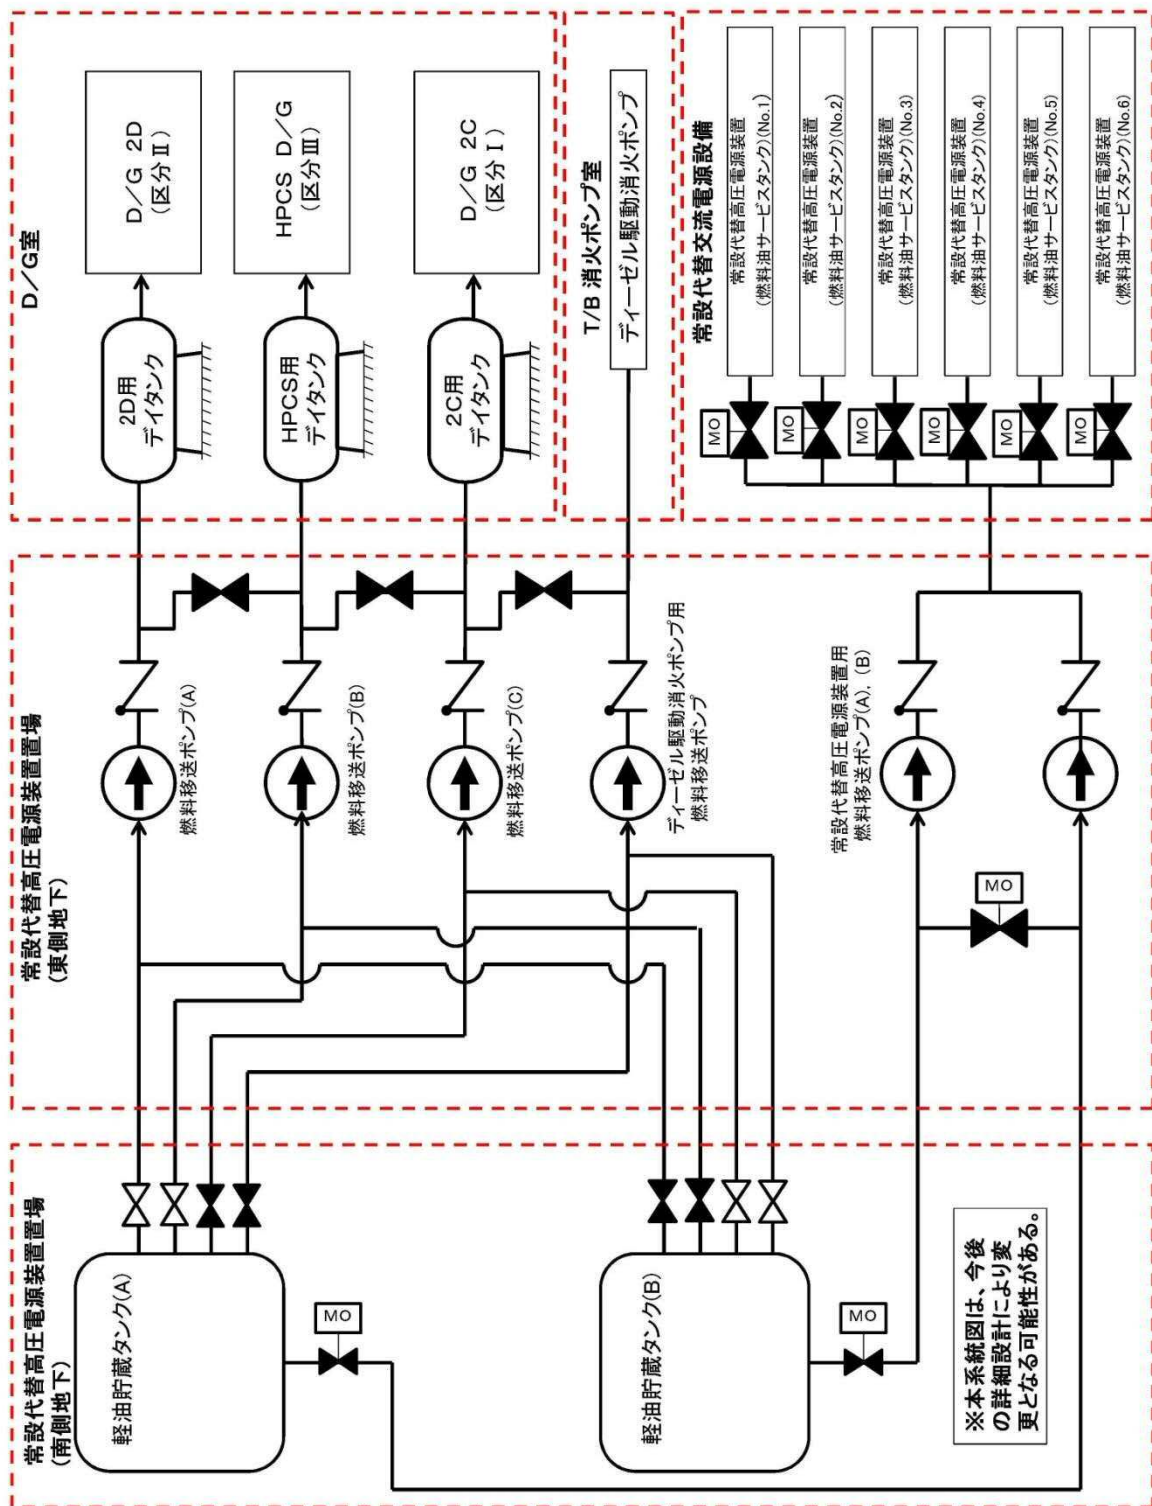 D/G室
D/G 2D
(区分Ⅱ)
HPCS D/G
(区分Ⅲ)
D/G 2C
(区分Ⅰ)
2D用
デイタンク
HPCS用
デイタンク
2C用
デイタンク
T/B 消火ポンプ室
ディーゼル駆動消火ポンプ
常設代替交流電源設備
常設代替高圧電源装置
(燃料油サービスタンク)(No.1)
常設代替高圧電源装置
(燃料油サービスタンク)(No.2)
常設代替高圧電源装置
(燃料油サービスタンク)(No.3)
常設代替高圧電源装置
(燃料油サービスタンク)(No.4)
常設代替高圧電源装置
(燃料油サービスタンク)(No.5)
常設代替高圧電源装置
(燃料油サービスタンク)(No.6)
MO
MO
MO
MO
MO
MO
常設代替高圧電源装置置場
(東側地下)
燃料移送ポンプ(A)
燃料移送ポンプ(B)
燃料移送ポンプ(C)
ディーゼル駆動消火ポンプ用
燃料移送ポンプ
常設代替高圧電源装置用
燃料移送ポンプ(A)、(B)
MO
常設代替高圧電源装置置場
(南側地下)
軽油貯蔵タンク(A)
MO
軽油貯蔵タンク(B)
MO
※本系統図は、今後
の詳細設計により変
更となる可能性がある。